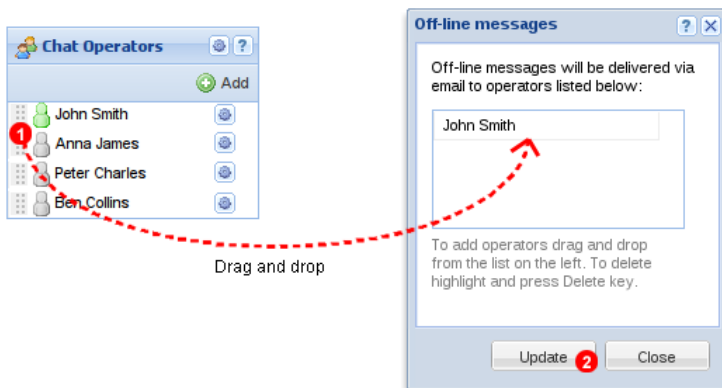 Chat Operators
?
Add
John Smith
1
Anna James
Peter Charles
Ben Collins
Drag and drop
Off-line messages
? X
Off-line messages will be delivered via
email to operators listed below:
John Smith
To add operators drag and drop
from the list on the left. To delete
highlight and press Delete key.
Update 2 Close